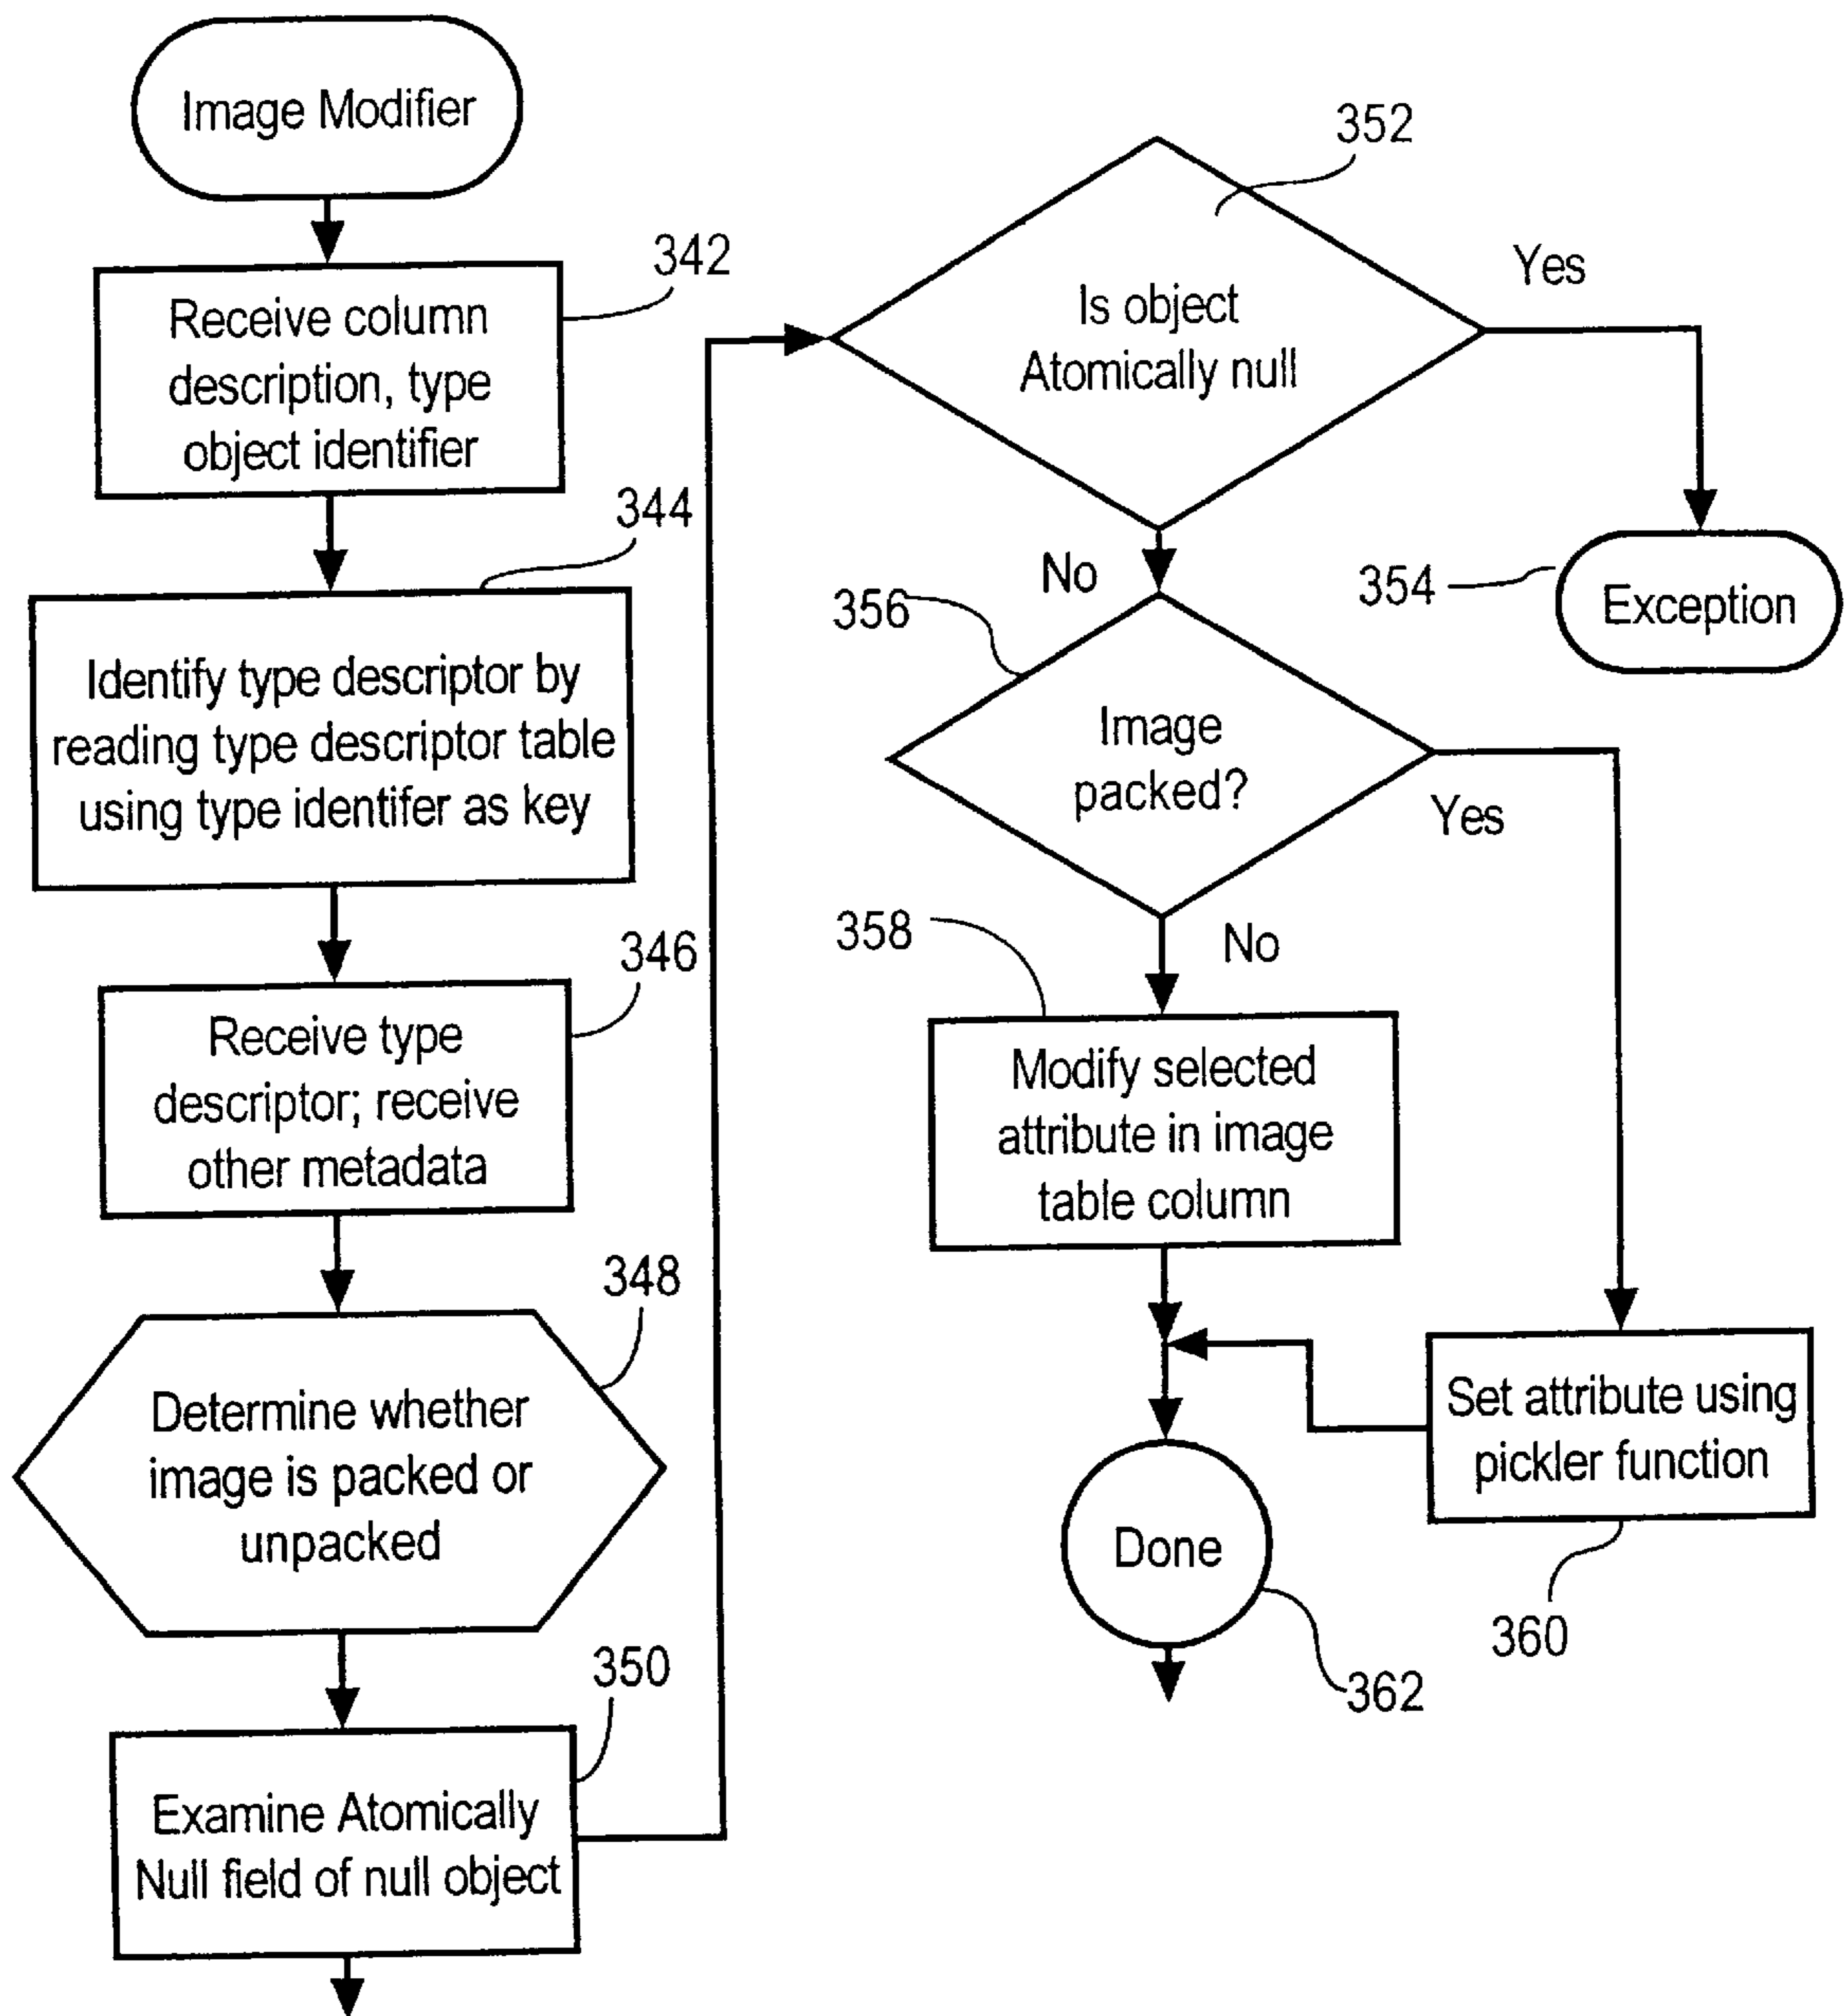 Image Modifier
342
Receive column
description, type
object identifier
344
Identify type descriptor by
reading type descriptor table
using type identifer as key
346
Receive type
descriptor; receive
other metadata
348
Determine whether
image is packed or
unpacked
350
Examine Atomically
Null field of null object
352
Is object
Atomically null
Yes
354
Exception
No
356
Image
packed?
Yes
No
358
Modify selected
attribute in image
table column
Set attribute using
pickler function
360
Done
362